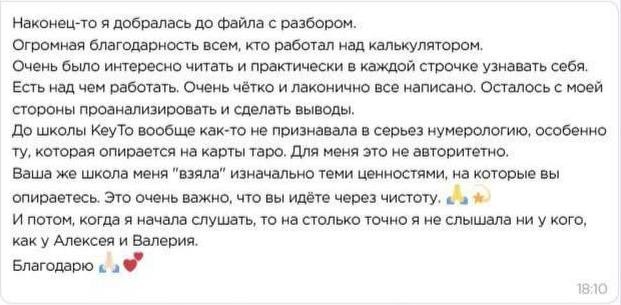 Наконец-то я добралась до файла с разбором.
Огромная благодарность всем, кто работал над калькулятором.
Очень было интересно читать и практически в каждой строчке узнавать себя.
Есть над чем работать. Очень чётко и лаконично все написано. Осталось с моей
стороны проанализировать и сделать выводы.
До школы KeyTo вообще как-то не признавала в серьез нумерологию, особенно
ту, которая опирается на карты таро. Для меня это не авторитетно.
Ваша же школа меня "взяла" изначально теми ценностями, на которые вы
опираетесь. Это очень важно, что вы идёте через чистоту. 🙏💫
И потом, когда я начала слушать, то на столько точно я не слышала ни у кого,
как у Алексея и Валерия.
Благодарю 🙏🏻💕
18:10